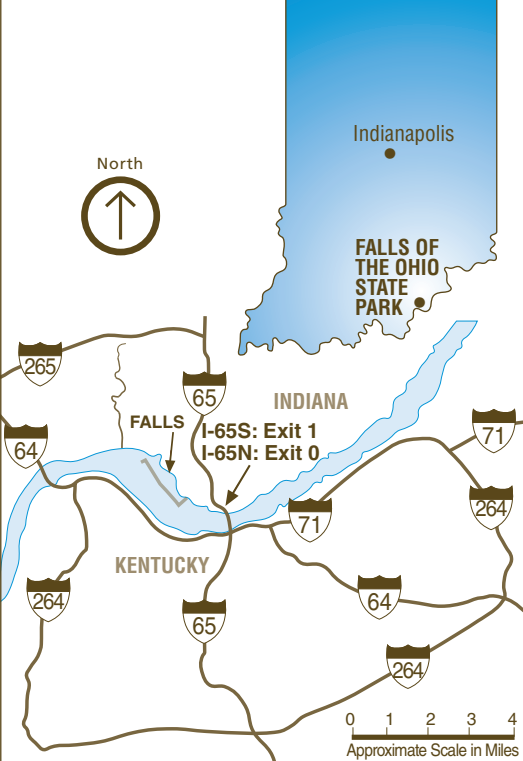 Indianapolis
North
FALLS OF
THE OHIO
STATE
PARK
265
65
INDIANA
FALLS
I-65S: Exit 1
I-65N: Exit 0
71
64
264
71
KENTUCKY
264
65
64
264
0 1 2 3 4
Approximate Scale in Miles